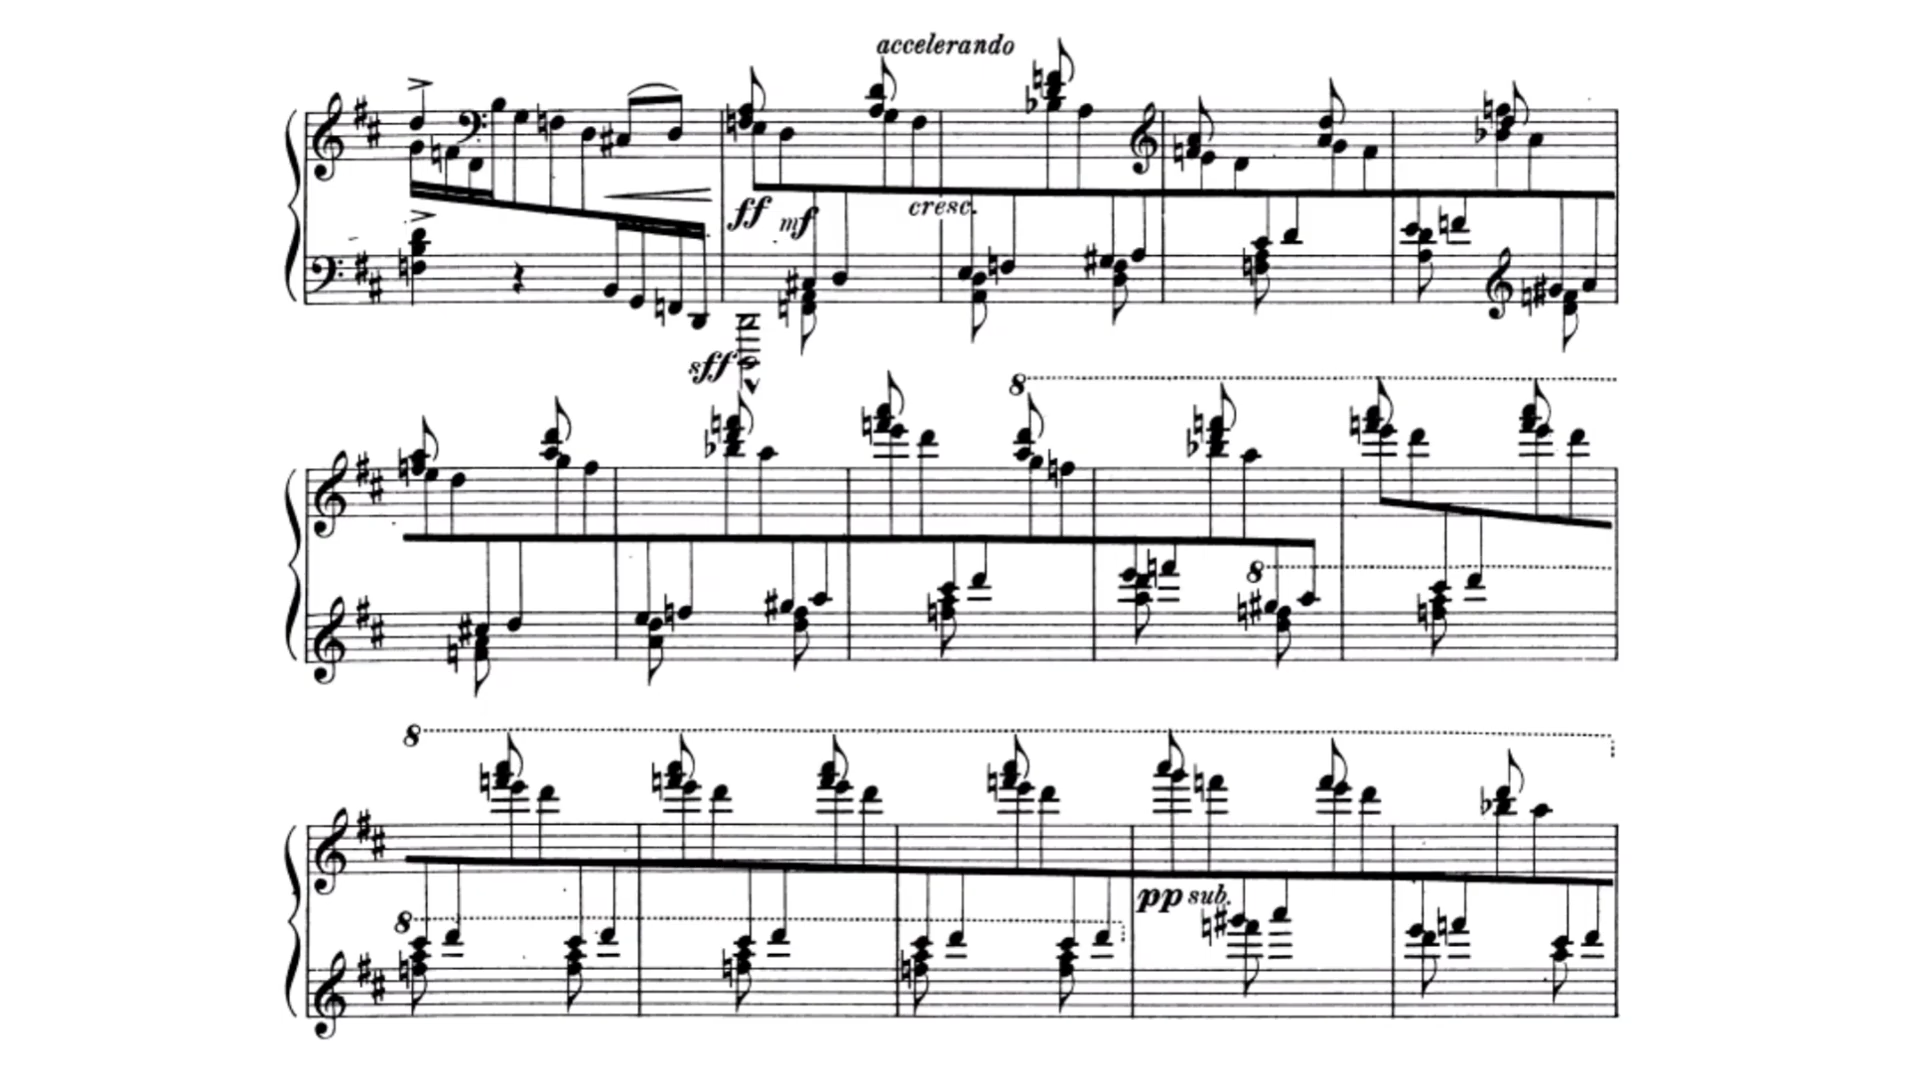 accelerando
ff mf cresc.
sff
8
8
8
8
pp sub.